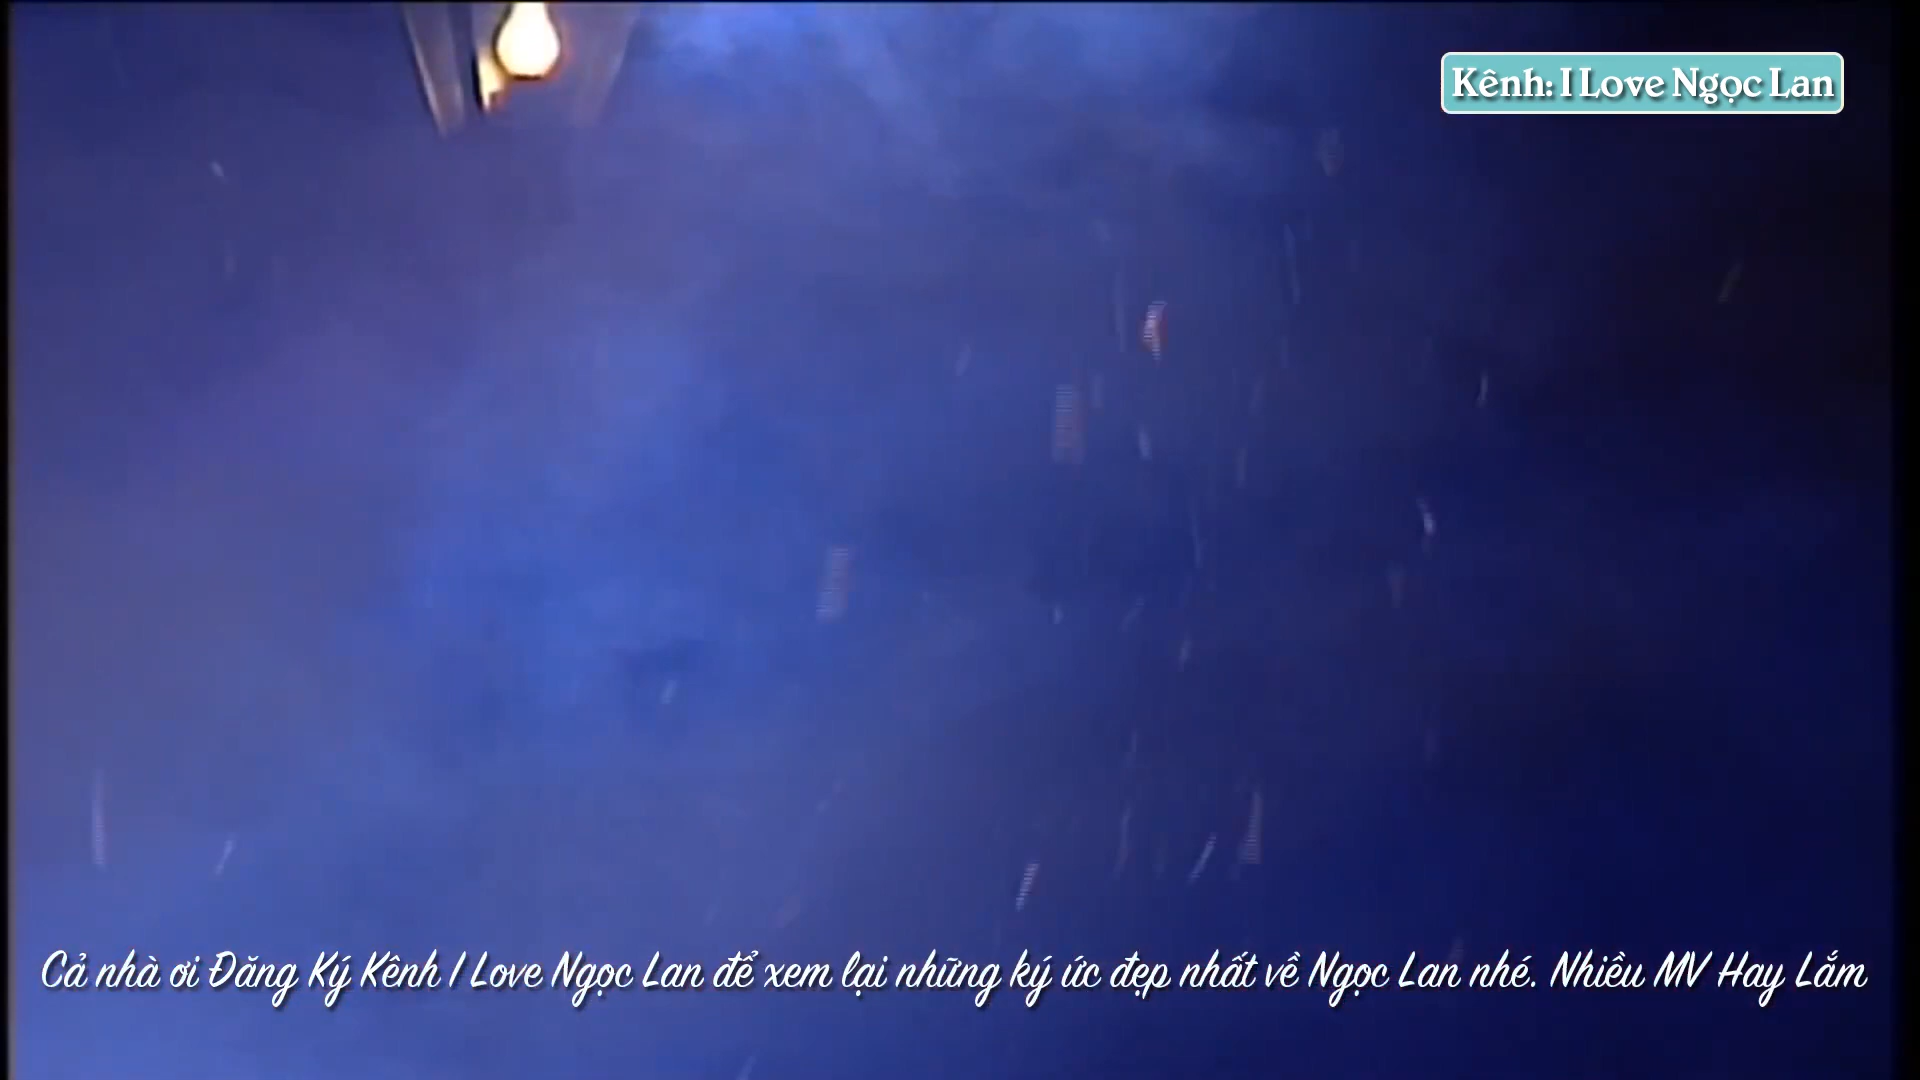 Kênh: I Love Ngọc Lan
Cả nhà ơi Đăng Ký Kênh I Love Ngọc Lan để xem lại những ký ức đẹp nhất về Ngọc Lan nhé. Nhiều MV Hay Lắm